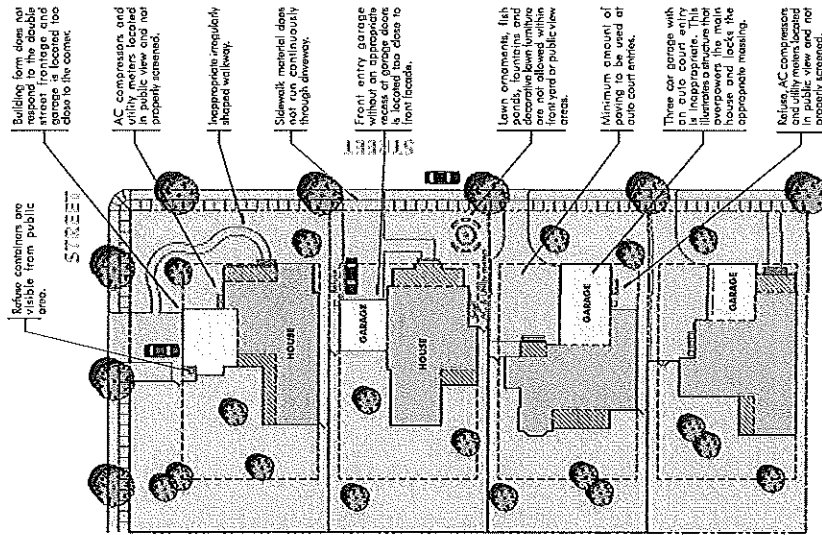 Building form does not
respond to the double
street frontage and
garage is located too
close to the corner.
AC compressors and
utility meters located
in public view and not
properly screened.
Inappropriate irregularly
shaped walkway.
Sidewalk material does
not run continuously
through driveway.
Front entry garage
without an appropriate
recess of garage doors
is located too close to
front facade.
Lawn ornaments, fish
ponds, fountains and
decorative lawn furniture
are not allowed within
front yard or public view
areas.
Minimum amount of
paving to be used at
auto court entries.
Three car garage with
an auto court entry
is inappropriate. This
illustrates a structure that
overpowers the main
house and lacks the
appropriate massing.
Refuse, AC compressors
and utility meters located
in public view and not
properly screened.
Refuse containers are
visible from public
area.
STREET
STREET
HOUSE
GARAGE
HOUSE
GARAGE
GARAGE